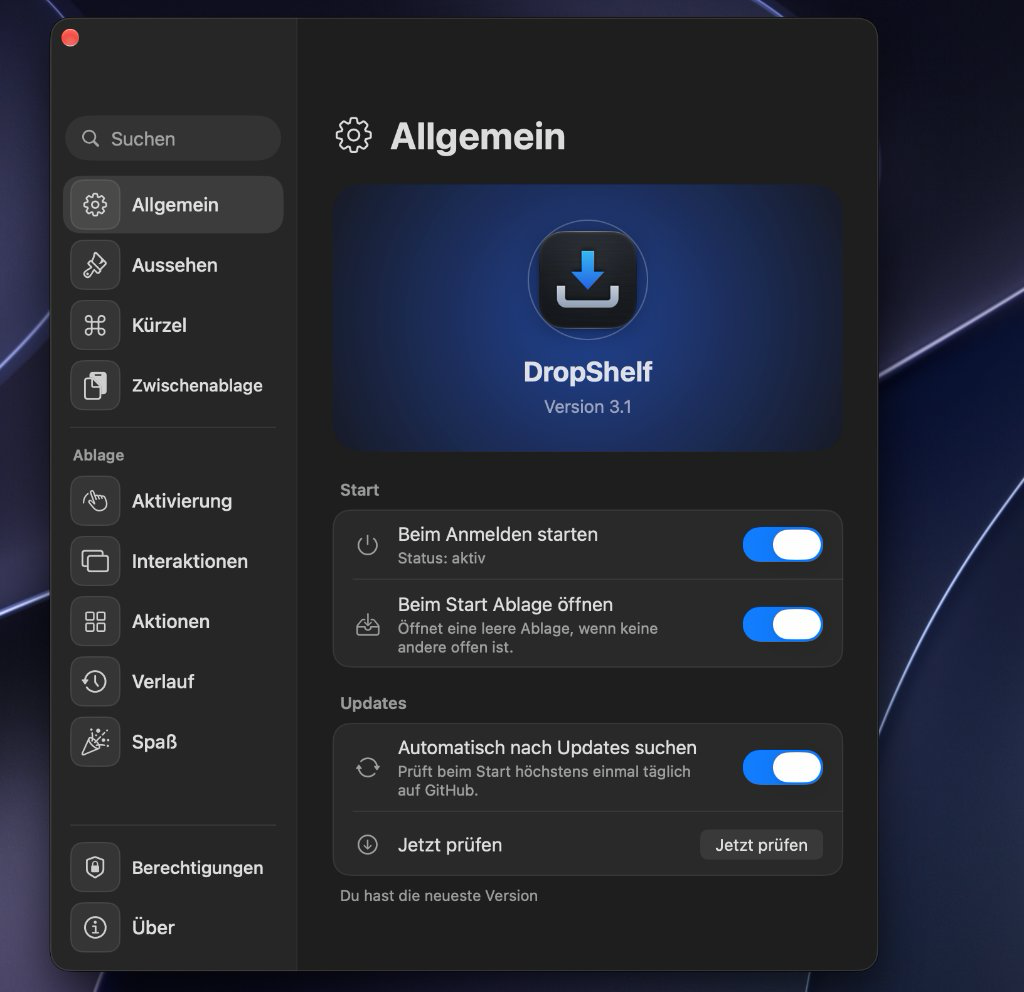 Suchen
Allgemein
Aussehen
Kürzel
Zwischenablage
Ablage
Aktivierung
Interaktionen
Aktionen
Verlauf
Spaß
Berechtigungen
Über
Allgemein
DropShelf
Version 3.1
Start
Beim Anmelden starten
Status: aktiv
Beim Start Ablage öffnen
Öffnet eine leere Ablage, wenn keine
andere offen ist.
Updates
Automatisch nach Updates suchen
Prüft beim Start höchstens einmal täglich
auf GitHub.
Jetzt prüfen
Jetzt prüfen
Du hast die neueste Version